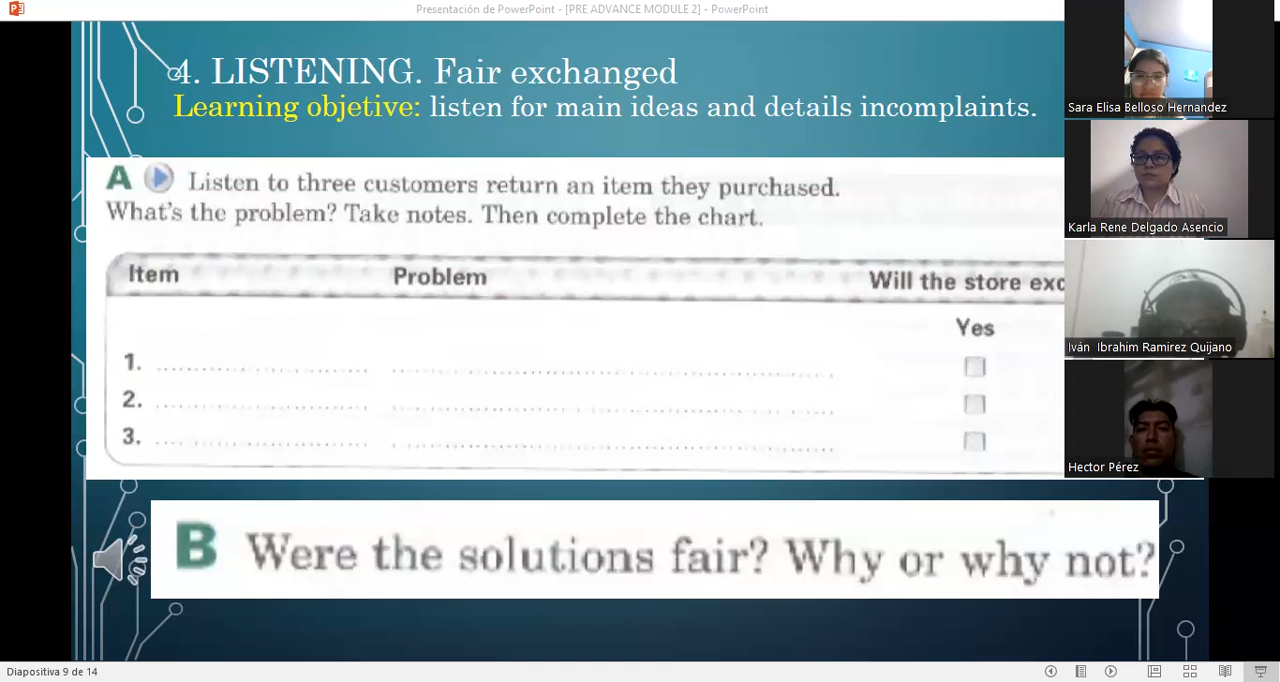 Presentación de PowerPoint - [PRE ADVANCE MODULE 2] - PowerPoint
4. LISTENING. Fair exchanged
Learning objetive: listen for main ideas and details incomplaints.
A Listen to three customers return an item they purchased.
What's the problem? Take notes. Then complete the chart.
Item Problem Will the store exc
Yes
1.
2.
3.
B Were the solutions fair? Why or why not?
Sara Elisa Belloso Hernandez
Karla Rene Delgado Asencio
Iván Ibrahim Ramirez Quijano
Hector Pérez
Diapositiva 9 de 14